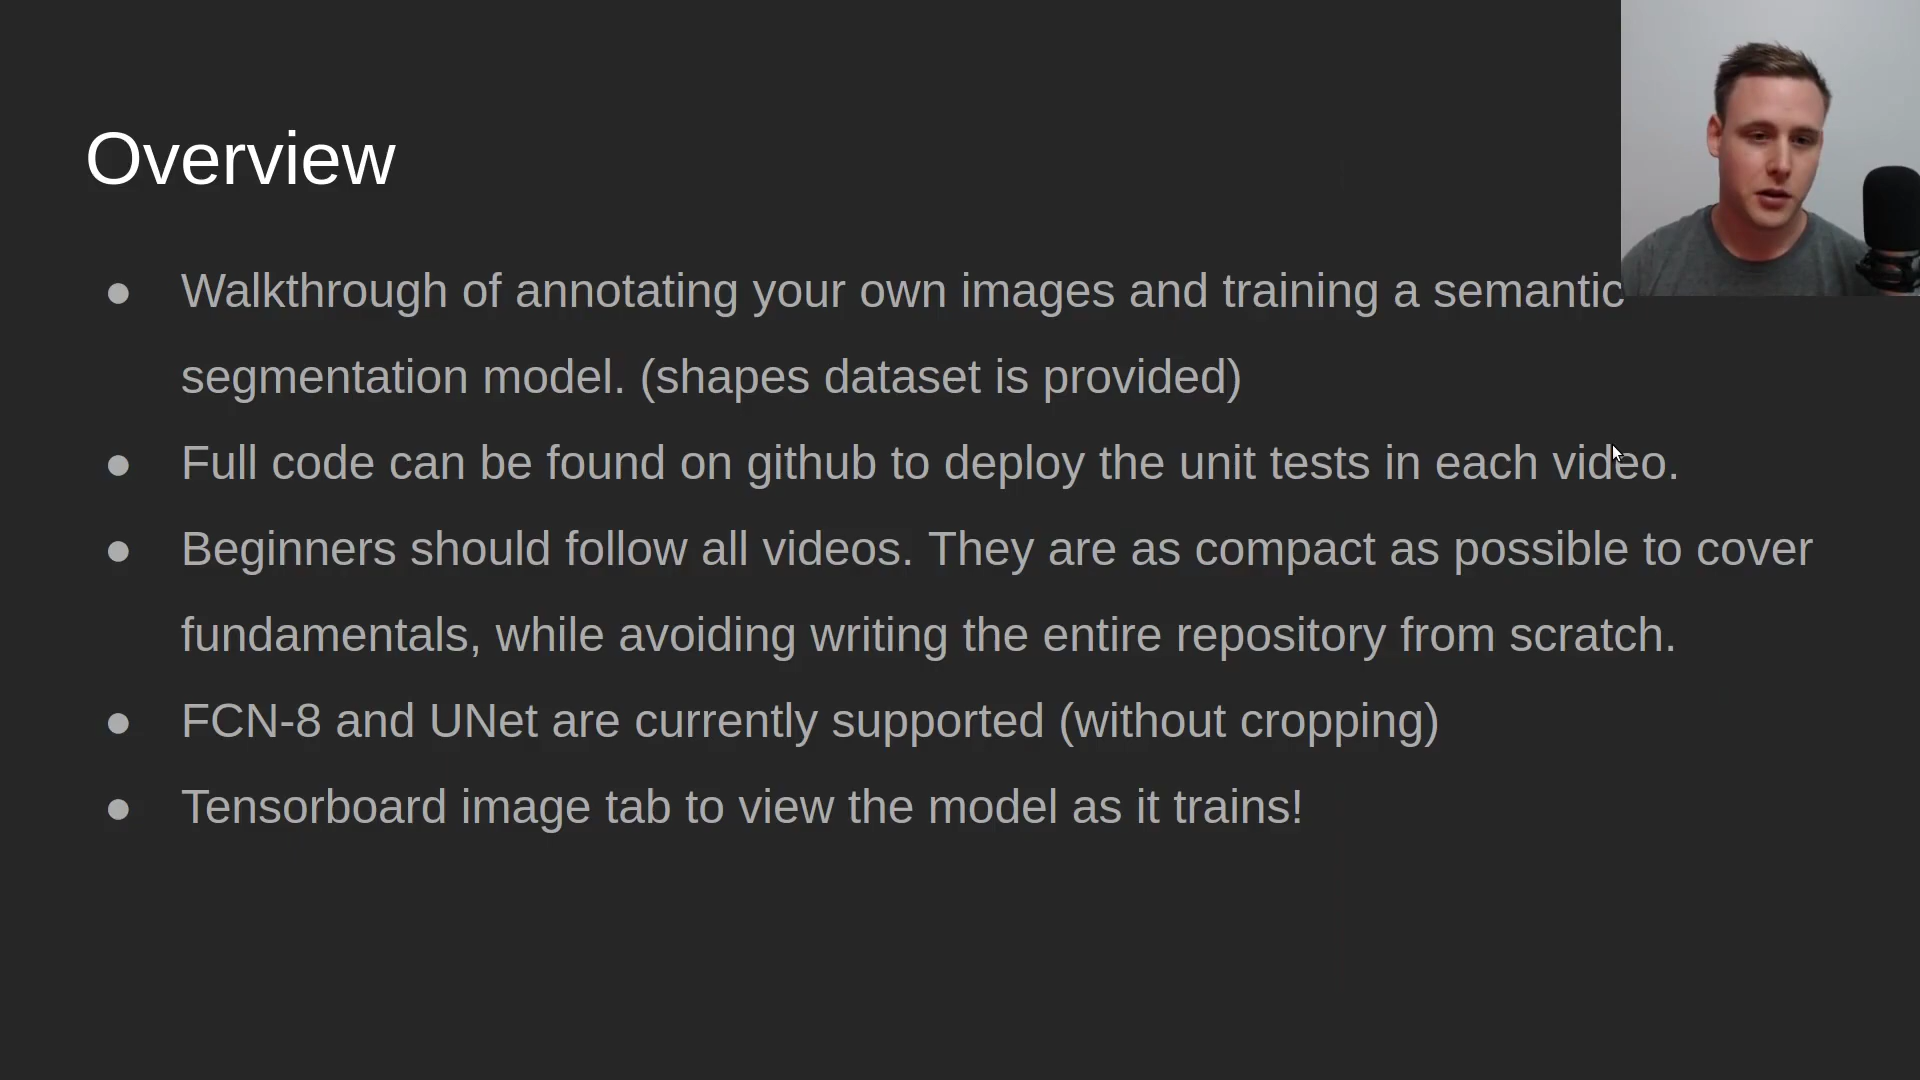 Overview
● Walkthrough of annotating your own images and training a semantic
segmentation model. (shapes dataset is provided)
● Full code can be found on github to deploy the unit tests in each video.
● Beginners should follow all videos. They are as compact as possible to cover
fundamentals, while avoiding writing the entire repository from scratch.
● FCN-8 and UNet are currently supported (without cropping)
● Tensorboard image tab to view the model as it trains!